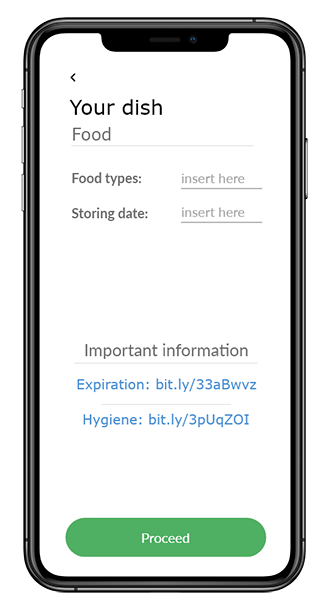 Your dish
Food
Food types: insert here
Storing date: insert here
Important information
Expiration: bit.ly/33aBwvz
Hygiene: bit.ly/3pUqZOI
Proceed